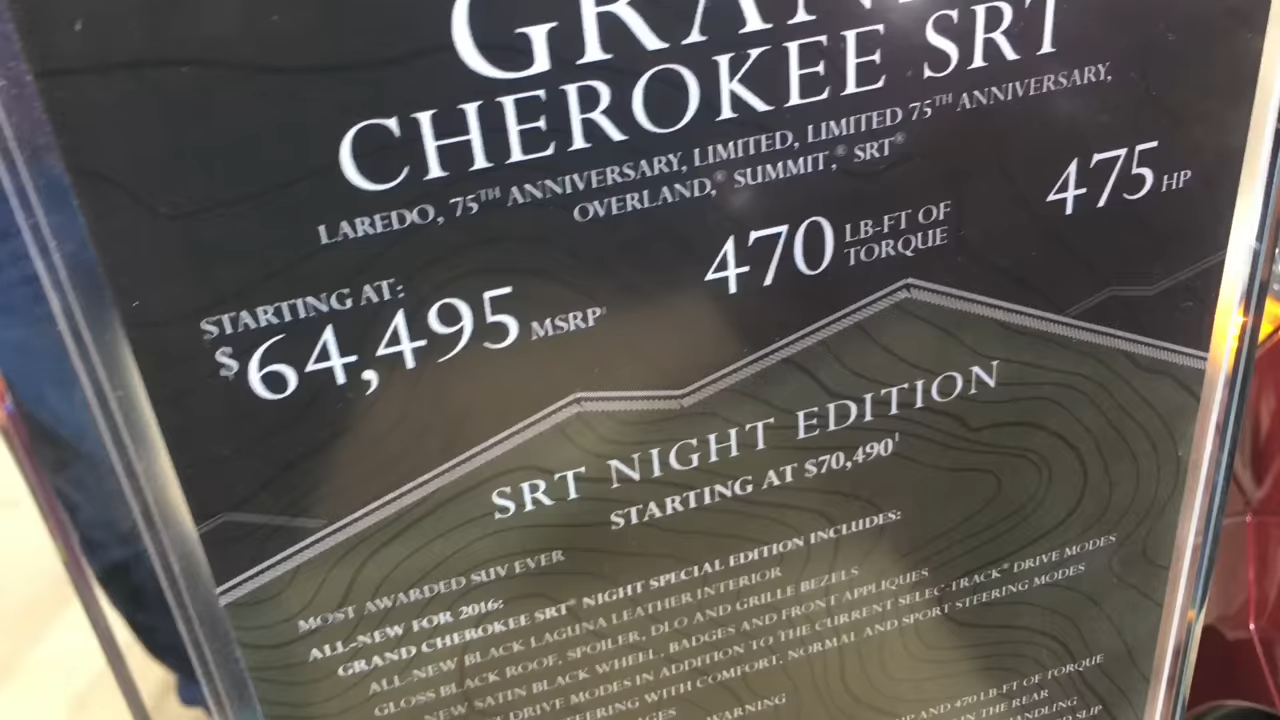 GRAN
CHEROKEE SRT
LAREDO, 75TH ANNIVERSARY, LIMITED, LIMITED 75TH ANNIVERSARY,
OVERLAND,® SUMMIT,® SRT®
STARTING AT:
$64,495 MSRP¹
470 LB-FT OF
TORQUE
475 HP
SRT NIGHT EDITION
STARTING AT $70,490¹
MOST AWARDED SUV EVER
ALL-NEW FOR 2016:
GRAND CHEROKEE SRT® NIGHT SPECIAL EDITION INCLUDES:
ALL-NEW BLACK LAGUNA LEATHER INTERIOR
GLOSS BLACK ROOF, SPOILER, DLO AND GRILLE BEZELS
NEW SATIN BLACK WHEEL, BADGES AND FRONT APPLIQUES
DRIVE MODES IN ADDITION TO THE CURRENT SELEC-TRACK® DRIVE MODES
WITH COMFORT, NORMAL AND SPORT STEERING MODES
WARNING
AND 470 LB-FT OF TORQUE
IN THE REAR